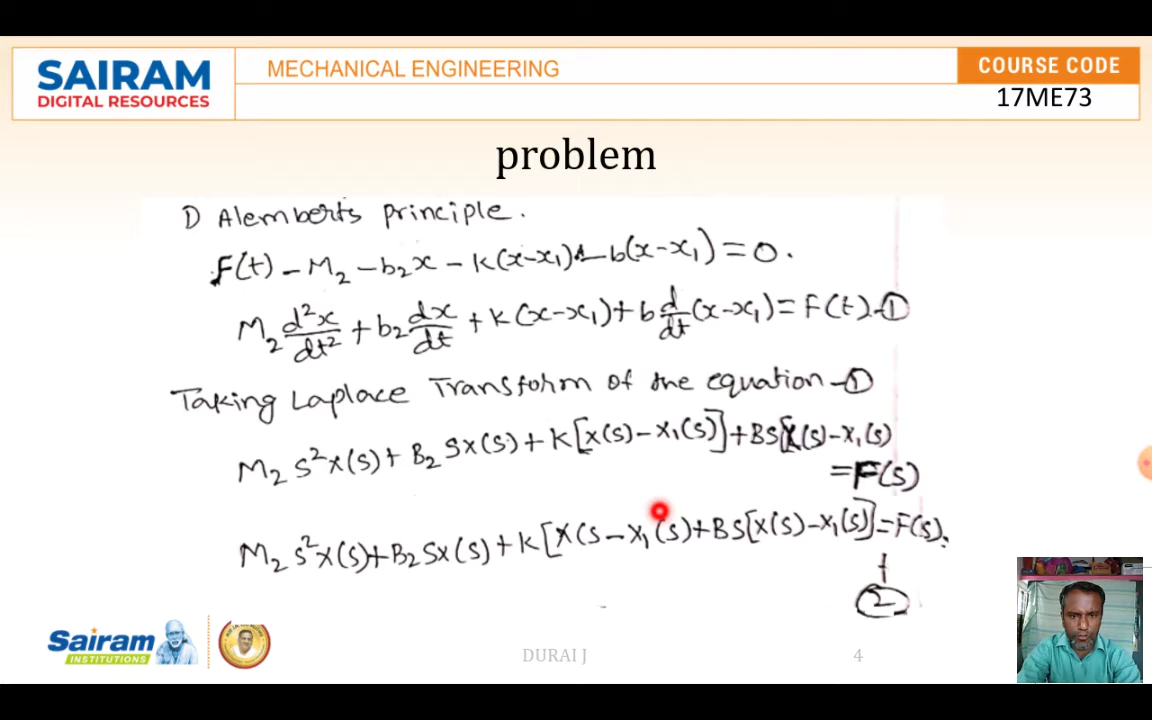 SAIRAM
DIGITAL RESOURCES
MECHANICAL ENGINEERING
COURSE CODE
17ME73
problem
D Alemberts principle.
F(t) - M₂ - b₂x - K(x-x₁) - b(x-x₁) = 0.
M₂ d²x/dt² + b₂ dx/dt + K(x-x₁) + b d/dt (x-x₁) = F(t). -①
Taking Laplace Transform of the equation -①
M₂ S²X(S) + B₂ SX(S) + K[X(S) - X₁(S)] + BS[X(S) - X₁(S)
= F(S)
M₂ S²X(S) + B₂ SX(S) + K[X(S - X₁(S) + BS[X(S) - X₁(S)] = F(S).
②
Sairam
INSTITUTIONS
DURAI J
4